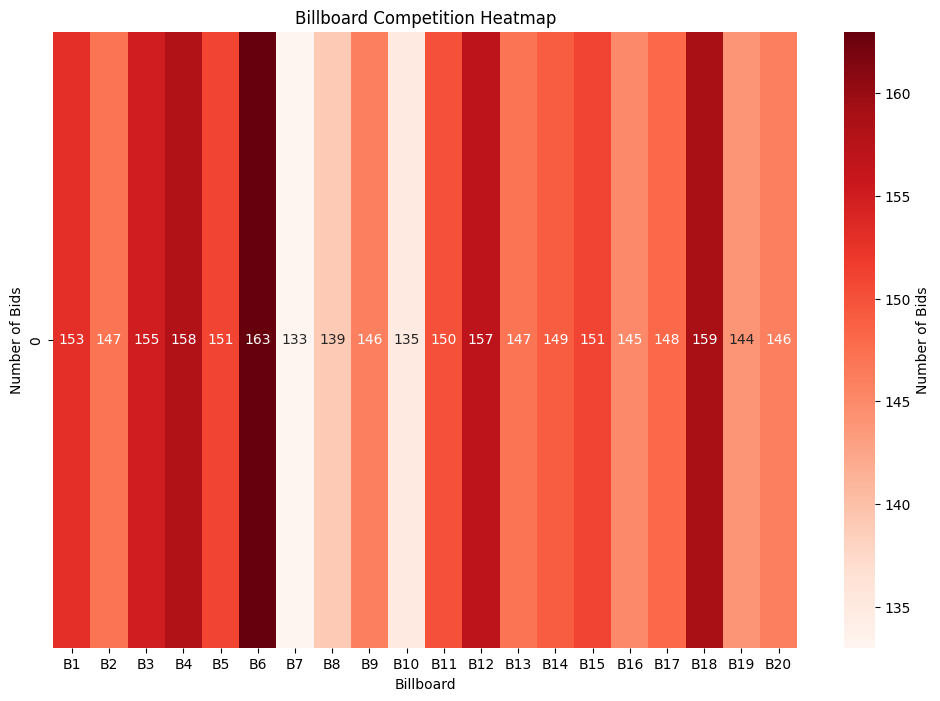 Billboard Competition Heatmap
Number of Bids
0
153 147 155 158 151 163 133 139 146 135 150 157 147 149 151 145 148 159 144 146
B1 B2 B3 B4 B5 B6 B7 B8 B9 B10 B11 B12 B13 B14 B15 B16 B17 B18 B19 B20
Billboard
160
155
150
145
140
135
Number of Bids